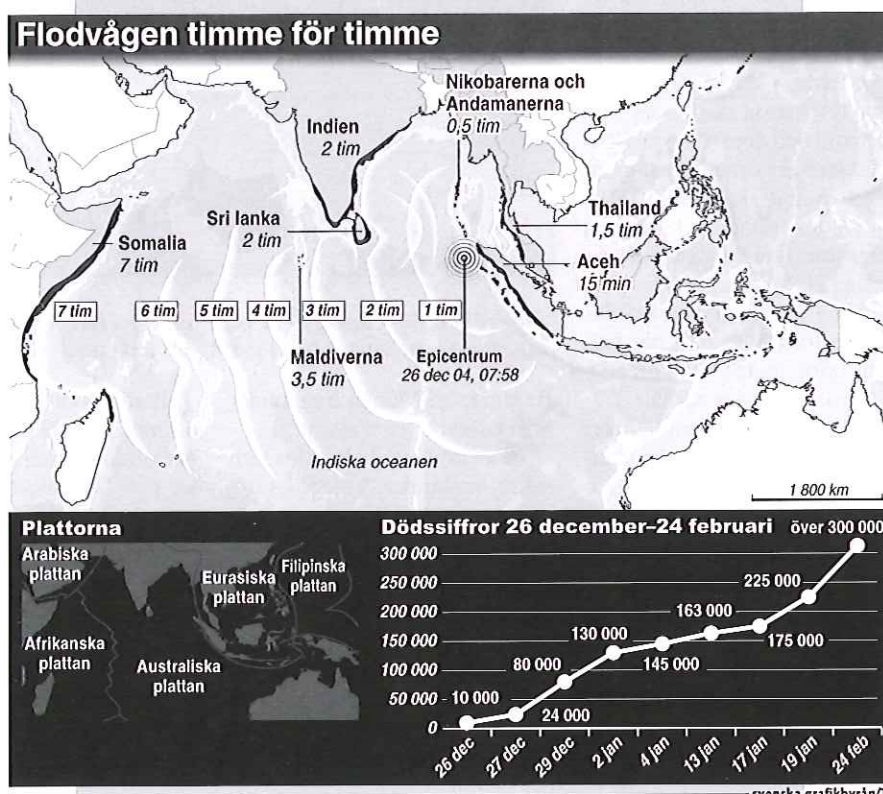 Flodvågen timme för timme
Nikobarerna och
Andamanerna
0,5 tim
Indien
2 tim
Sri lanka
2 tim
Thailand
1,5 tim
Somalia
7 tim
Aceh
15 min
7 tim
6 tim
5 tim
4 tim
3 tim
2 tim
1 tim
Maldiverna
3,5 tim
Epicentrum
26 dec 04, 07:58
Indiska oceanen
1 800 km
Plattorna
Arabiska
plattan
Eurasiska
plattan
Filipinska
plattan
Afrikanska
plattan
Australiska
plattan
Dödssiffror 26 december–24 februari
över 300 000
300 000
250 000
200 000
150 000
100 000
50 000
0
10 000
24 000
80 000
130 000
145 000
163 000
175 000
225 000
26 dec
27 dec
29 dec
2 jan
4 jan
13 jan
17 jan
19 jan
24 feb
svenska grafikbyrån/